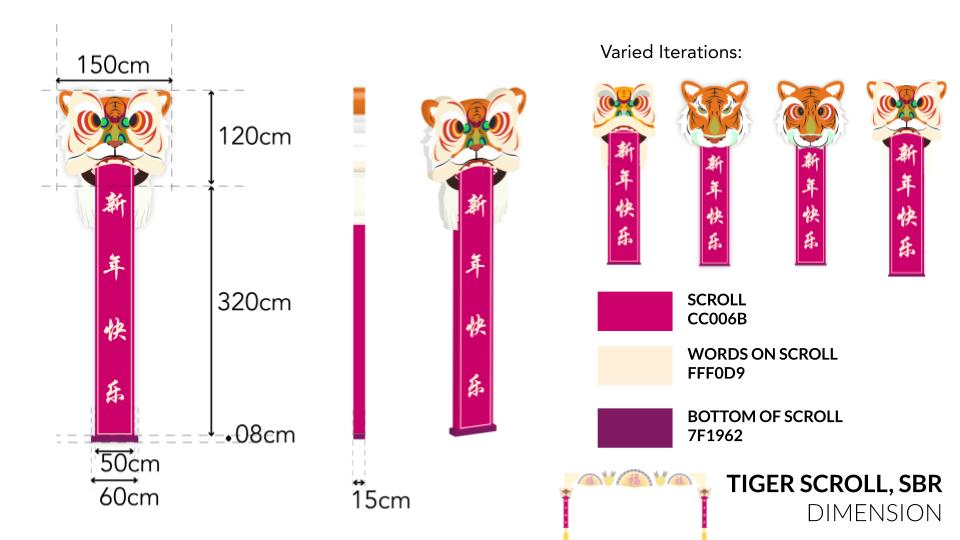 150cm
120cm
320cm
08cm
50cm
60cm
15cm
新
年
快
乐
新
年
快
乐
Varied Iterations:
新
年
快
乐
新
年
快
乐
新
年
快
乐
新
年
快
乐
SCROLL
CC006B
WORDS ON SCROLL
FFF0D9
BOTTOM OF SCROLL
7F1962
福
TIGER SCROLL, SBR
DIMENSION